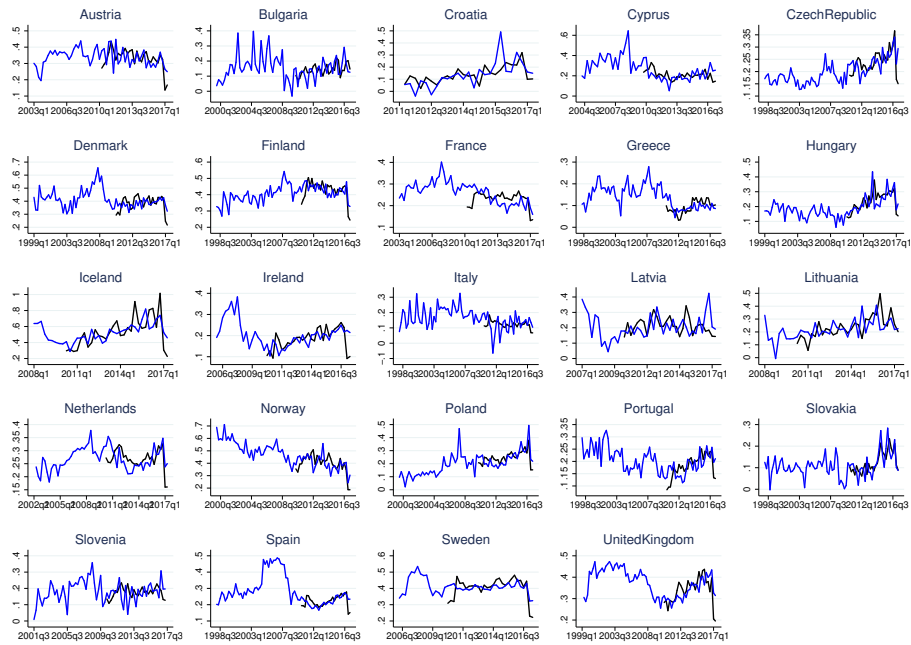 Austria
.1 .2 .3 .4 .5
2003q1 2006q3 2010q1 2013q3 2017q1
Bulgaria
0 .1 .2 .3 .4
2000q3 2004q3 2008q3 2012q3 2016q3
Croatia
0 .2 .4
2011q1 2012q3 2014q1 2015q3 2017q1
Cyprus
0 .2 .4 .6
2004q3 2007q3 2010q3 2013q3 2016q3
CzechRepublic
.1 .15 .2 .25 .3 .35
1998q3 2003q1 2007q3 2012q1 2016q3
Denmark
.2 .3 .4 .5 .6 .7
1999q1 2003q3 2008q1 2012q3 2017q1
Finland
.2 .3 .4 .5 .6
1998q3 2003q1 2007q3 2012q1 2016q3
France
.1 .2 .3 .4
2003q1 2006q3 2010q1 2013q3 2017q1
Greece
0 .1 .2 .3
1998q3 2003q1 2007q3 2012q1 2016q3
Hungary
0 .1 .2 .3 .4 .5
1999q1 2003q3 2008q1 2012q3 2017q1
Iceland
.2 .4
2008q1 2011q1 2014q1 2017q1
Ireland
.1 .2 .3 .4
2006q3 2009q1 2014q1 2016q3
Italy
-.1 0 .1 .2 .3
1998q3 2003q1 2007q3 2012q1 2016q3
Latvia
0 .1 .2 .3 .4
2007q1 2009q3 2012q1 2014q3 2017q1
Lithuania
0 .1 .2 .3 .4 .5
2008q1 2011q1 2014q1 2017q1
Netherlands
.15 .2 .25 .3 .35 .4
2017q1
Norway
.2 .3 .4 .5 .6 .7
2000q3 2004q3 2008q3 2012q3 2016q3
Poland
0 .1 .2 .3 .4 .5
2000q3 2004q3 2008q3 2012q3 2016q3
Portugal
.1 .15 .2 .25 .3 .35
1998q3 2003q1 2007q3 2012q1 2016q3
Slovakia
0 .1 .2 .3
1998q3 2003q1 2007q3 2012q1 2016q3
Slovenia
0 .1 .2 .3 .4
2001q3 2005q3 2009q3 2013q3 2017q3
Spain
.1 .2 .3 .4 .5
1998q3 2003q1 2007q3 2012q1 2016q3
Sweden
.2 .3 .4 .5 .6
2006q3 2009q1 2011q3 2014q1 2016q3
UnitedKingdom
.2 .3 .4 .5
1999q1 2003q3 2008q1 2012q3 2017q1